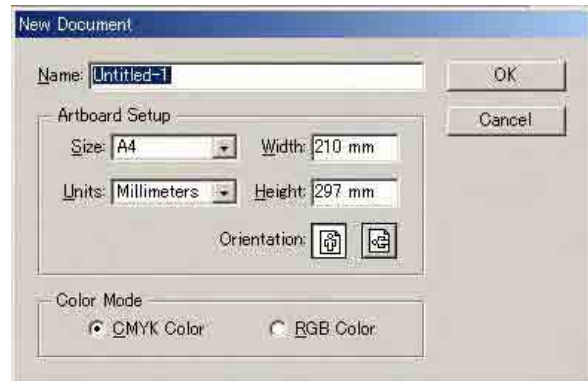 New Document
Name: Untitled-1
OK
Artboard Setup
Cancel
Size: A4 Width: 210 mm
Units: Millimeters Height: 297 mm
Orientation:
Color Mode
CMYK Color RGB Color